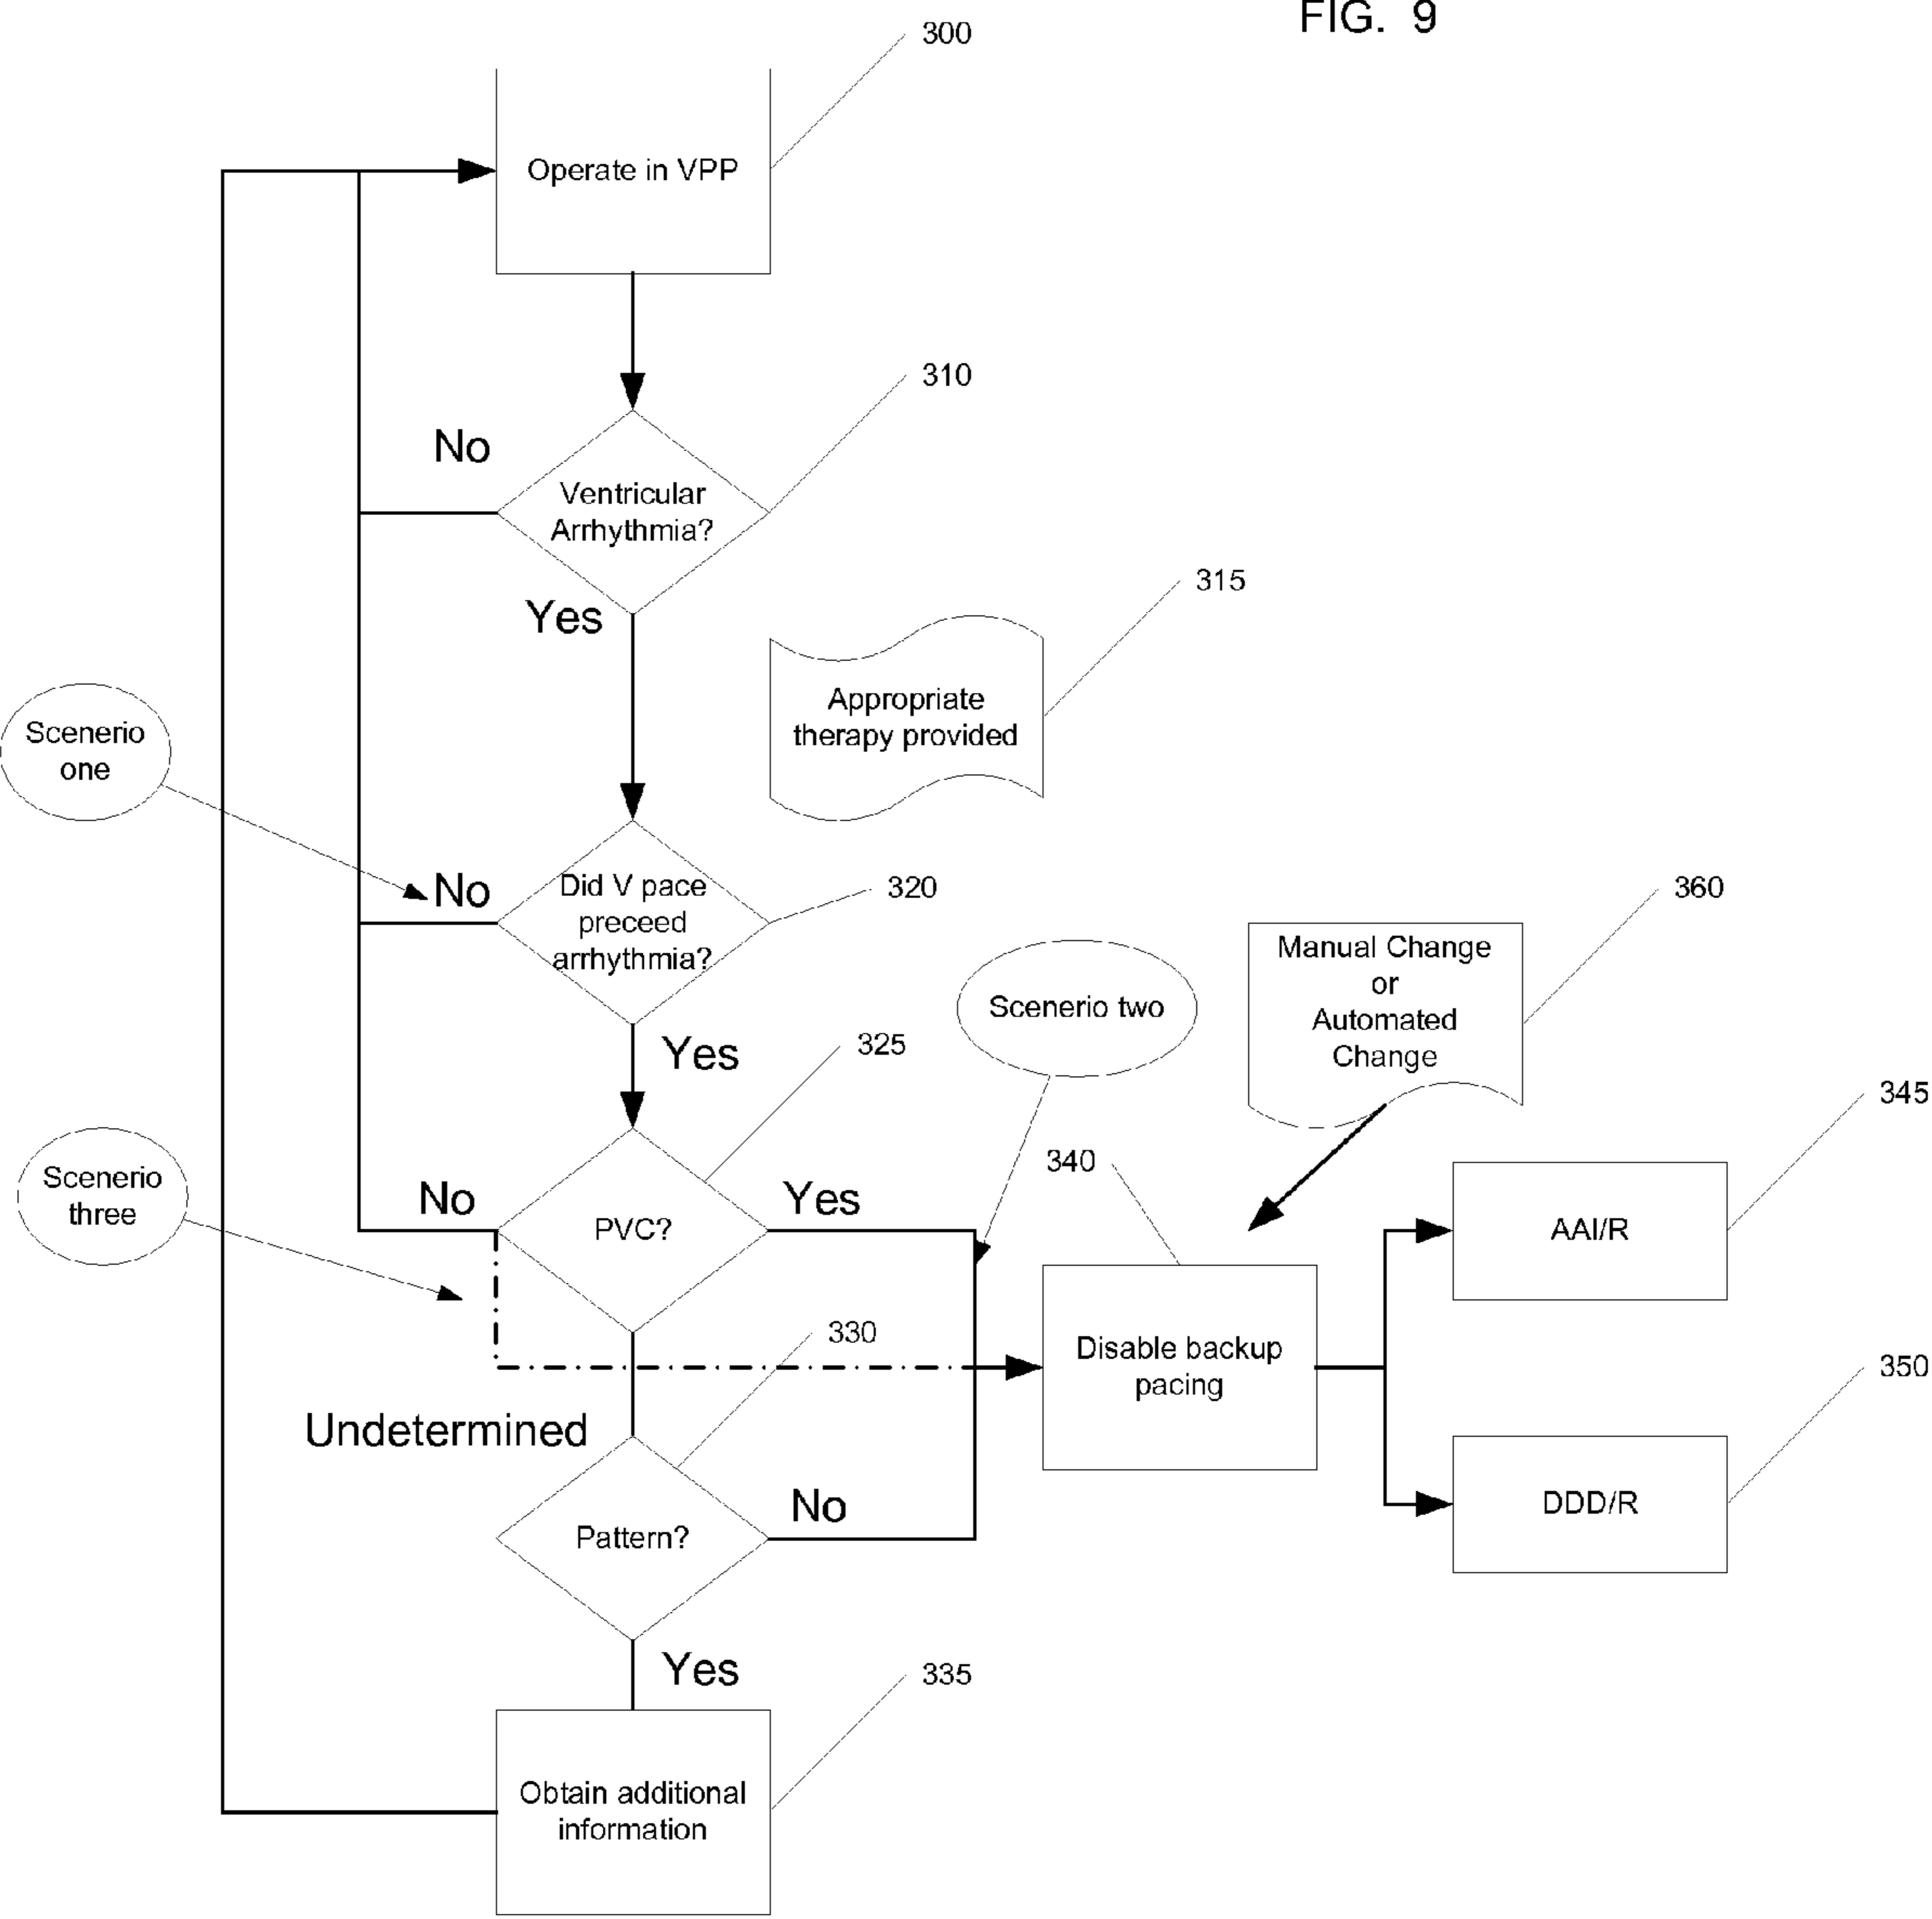 FIG. 9
300
Operate in VPP
310
No
Ventricular
Arrhythmia?
Yes
315
Appropriate
therapy provided
Scenerio
one
No
Did V pace
preceed
arrhythmia?
320
360
Manual Change
or
Automated
Change
Scenerio two
Yes
325
345
340
Scenerio
three
No
PVC?
Yes
AAI/R
330
Disable backup
pacing
350
Undetermined
Pattern?
No
DDD/R
Yes
335
Obtain additional
information